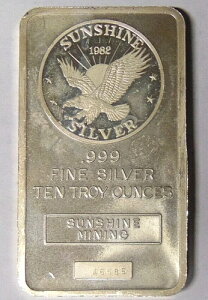 SUNSHINE
1982
SILVER
.999
FINE SILVER
TEN TROY OUNCES
SUNSHINE
MINING